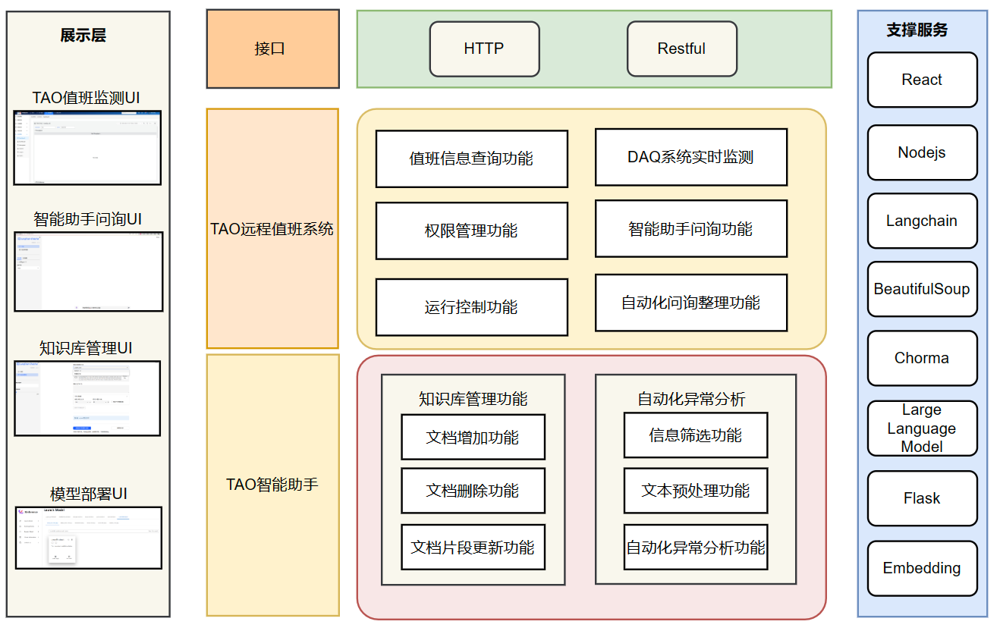 展示层
TAO值班监测UI
智能助手问询UI
知识库管理UI
模型部署UI
Launch Model
接口
HTTP
Restful
TAO远程值班系统
值班信息查询功能
DAQ系统实时监测
权限管理功能
智能助手问询功能
运行控制功能
自动化问询整理功能
TAO智能助手
知识库管理功能
文档增加功能
文档删除功能
文档片段更新功能
自动化异常分析
信息筛选功能
文本预处理功能
自动化异常分析功能
支撑服务
React
Nodejs
Langchain
BeautifulSoup
Chorma
Large
Language
Model
Flask
Embedding